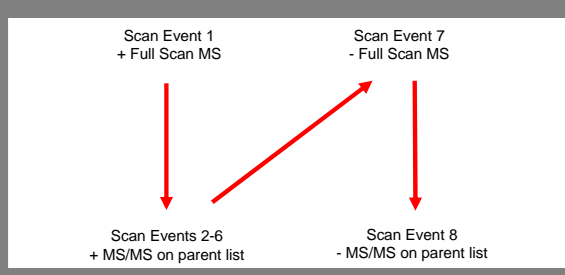 Scan Event 1
+ Full Scan MS
Scan Events 2-6
+ MS/MS on parent list
Scan Event 7
- Full Scan MS
Scan Event 8
- MS/MS on parent list